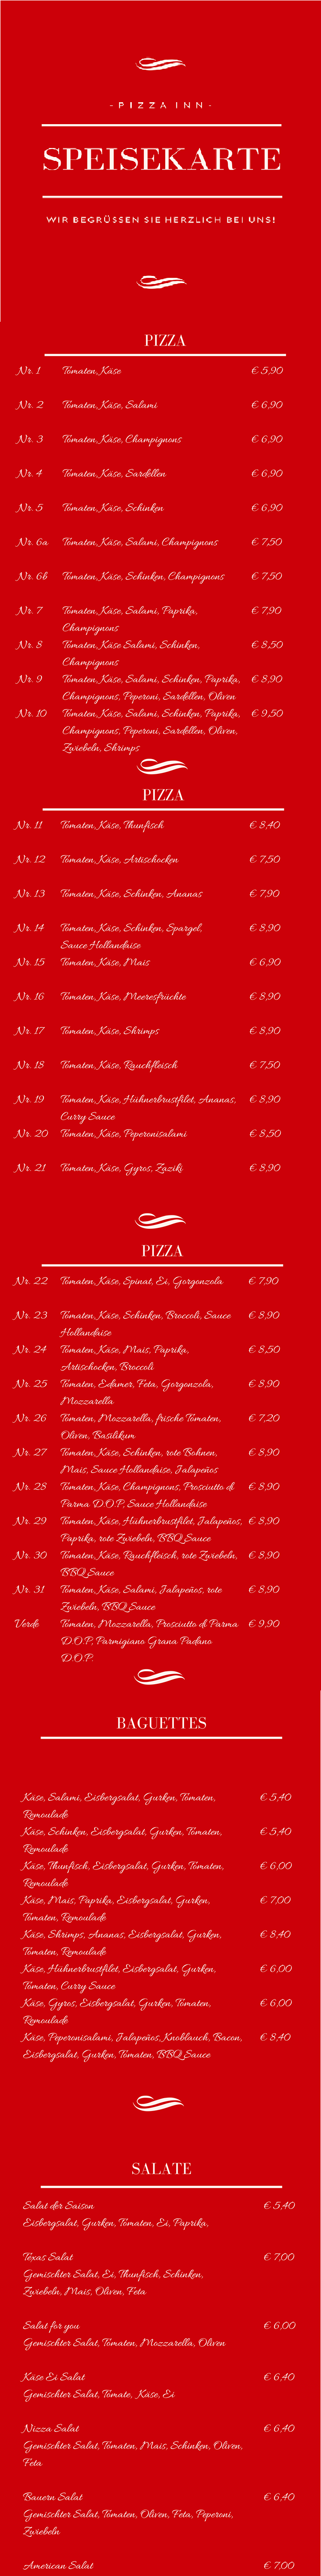 - PIZZA INN -
SPEISEKARTE
WIR BEGRÜSSEN SIE HERZLICH BEI UNS!
PIZZA
Nr. 1 Tomaten, Käse € 5,90
Nr. 2 Tomaten, Käse, Salami € 6,90
Nr. 3 Tomaten, Käse, Champignons € 6,90
Nr. 4 Tomaten, Käse, Sardellen € 6,90
Nr. 5 Tomaten, Käse, Schinken € 6,90
Nr. 6a Tomaten, Käse, Salami, Champignons € 7,50
Nr. 6b Tomaten, Käse, Schinken, Champignons € 7,50
Nr. 7 Tomaten, Käse, Salami, Paprika, € 7,90
Champignons
Nr. 8 Tomaten, Käse Salami, Schinken, € 8,50
Champignons
Nr. 9 Tomaten, Käse, Salami, Schinken, Paprika, € 8,90
Champignons, Peperoni, Sardellen, Oliven
Nr. 10 Tomaten, Käse, Salami, Schinken, Paprika, € 9,50
Champignons, Peperoni, Sardellen, Oliven,
Zwiebeln, Shrimps
PIZZA
Nr. 11 Tomaten, Käse, Thunfisch € 8,40
Nr. 12 Tomaten, Käse, Artischocken € 7,50
Nr. 13 Tomaten, Käse, Schinken, Ananas € 7,90
Nr. 14 Tomaten, Käse, Schinken, Spargel, € 8,90
Sauce Hollandaise
Nr. 15 Tomaten, Käse, Mais € 6,90
Nr. 16 Tomaten, Käse, Meeresfrüchte € 8,90
Nr. 17 Tomaten, Käse, Shrimps € 8,90
Nr. 18 Tomaten, Käse, Rauchfleisch € 7,50
Nr. 19 Tomaten, Käse, Hühnerbrustfilet, Ananas, € 8,90
Curry Sauce
Nr. 20 Tomaten, Käse, Peperonisalami € 8,50
Nr. 21 Tomaten, Käse, Gyros, Zaziki € 8,90
PIZZA
Nr. 22 Tomaten, Käse, Spinat, Ei, Gorgonzola € 7,90
Nr. 23 Tomaten, Käse, Schinken, Broccoli, Sauce € 8,90
Hollandaise
Nr. 24 Tomaten, Käse, Mais, Paprika, € 8,50
Artischocken, Broccoli
Nr. 25 Tomaten, Edamer, Feta, Gorgonzola, € 8,90
Mozzarella
Nr. 26 Tomaten, Mozzarella, frische Tomaten, € 7,20
Oliven, Basilikum
Nr. 27 Tomaten, Käse, Schinken, rote Bohnen, € 8,90
Mais, Sauce Hollandaise, Jalapeños
Nr. 28 Tomaten, Käse, Champignons, Prosciutto di € 8,90
Parma D.O.P., Sauce Hollandaise
Nr. 29 Tomaten, Käse, Hühnerbrustfilet, Jalapeños, € 8,90
Paprika, rote Zwiebeln, BBQ Sauce
Nr. 30 Tomaten, Käse, Rauchfleisch, rote Zwiebeln, € 8,90
BBQ Sauce
Nr. 31 Tomaten, Käse, Salami, Jalapeños, rote € 8,90
Zwiebeln, BBQ Sauce
Verde Tomaten, Mozzarella, Prosciutto di Parma € 9,90
D.O.P., Parmigiano Grana Padano
D.O.P.
BAGUETTES
Käse, Salami, Eisbergsalat, Gurken, Tomaten, € 5,40
Remoulade
Käse, Schinken, Eisbergsalat, Gurken, Tomaten, € 5,40
Remoulade
Käse, Thunfisch, Eisbergsalat, Gurken, Tomaten, € 6,00
Remoulade
Käse, Mais, Paprika, Eisbergsalat, Gurken, € 7,00
Tomaten, Remoulade
Käse, Shrimps, Ananas, Eisbergsalat, Gurken, € 8,40
Tomaten, Remoulade
Käse, Hühnerbrustfilet, Eisbergsalat, Gurken, € 6,00
Tomaten, Curry Sauce
Käse, Gyros, Eisbergsalat, Gurken, Tomaten, € 6,00
Remoulade
Käse, Peperonisalami, Jalapeños, Knoblauch, Bacon, € 8,40
Eisbergsalat, Gurken, Tomaten, BBQ Sauce
SALATE
Salat der Saison € 5,40
Eisbergsalat, Gurken, Tomaten, Ei, Paprika,
Texas Salat € 7,00
Gemischter Salat, Ei, Thunfisch, Schinken,
Zwiebeln, Mais, Oliven, Feta
Salat for you € 6,00
Gemischter Salat, Tomaten, Mozzarella, Oliven
Käse Ei Salat € 6,40
Gemischter Salat, Tomate, Käse, Ei
Nizza Salat € 6,40
Gemischter Salat, Tomaten, Mais, Schinken, Oliven,
Feta
Bauern Salat € 6,40
Gemischter Salat, Tomaten, Oliven, Feta, Peperoni,
Zwiebeln
American Salat € 7,00